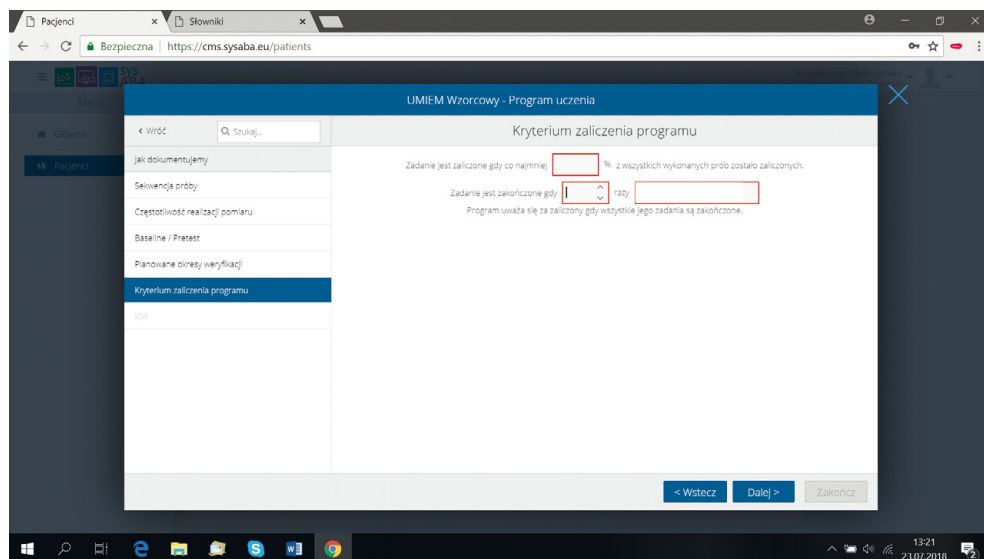 Pacjenci
Słowniki
Bezpieczna | https://cms.sysaba.eu/patients
SYS
ABA
Menu
UMIEM Wzorcowy - Program uczenia
Główna
Pacjenci
< Wróć
Szukaj...
Kryterium zaliczenia programu
Jak dokumentujemy
Sekwencja próby
Częstotliwość realizacji pomiaru
Baseline / Pretest
Planowane okresy weryfikacji
Kryterium zaliczenia programu
IOA
Zadanie jest zaliczone gdy co najmniej % z wszystkich wykonanych prób zostało zaliczonych.
Zadanie jest zakończone gdy razy
Program uważa się za zaliczony gdy wszystkie jego zadania są zakończone.
< Wstecz
Dalej >
Zakończ
13:21
23.07.2018